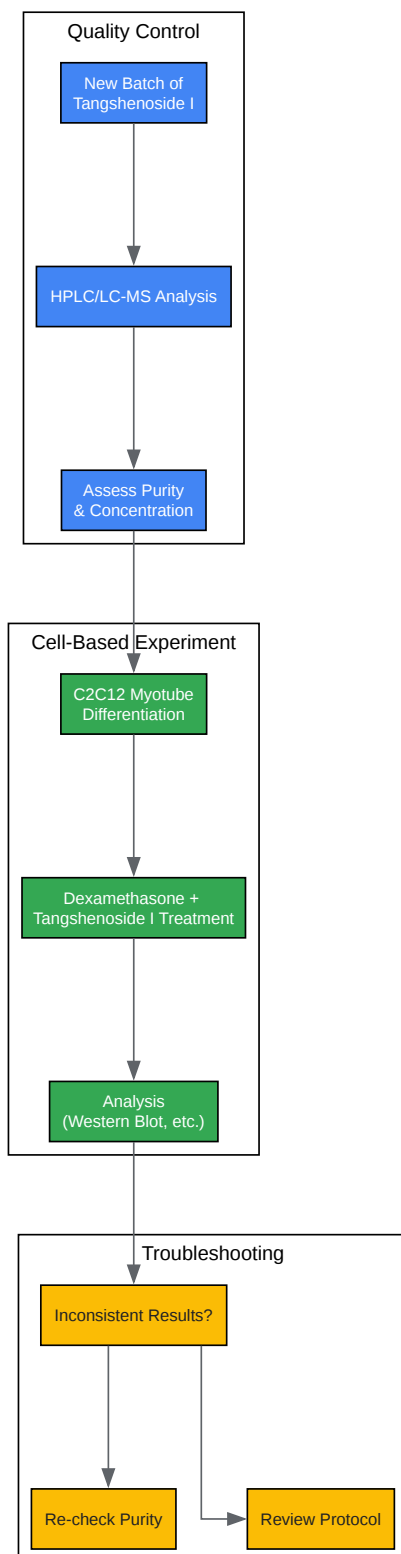 Quality Control
New Batch of
Tangshenoside I
HPLC/LC-MS Analysis
Assess Purity
& Concentration
Cell-Based Experiment
C2C12 Myotube
Differentiation
Dexamethasone +
Tangshenoside I Treatment
Analysis
(Western Blot, etc.)
Troubleshooting
Inconsistent Results?
Re-check Purity
Review Protocol